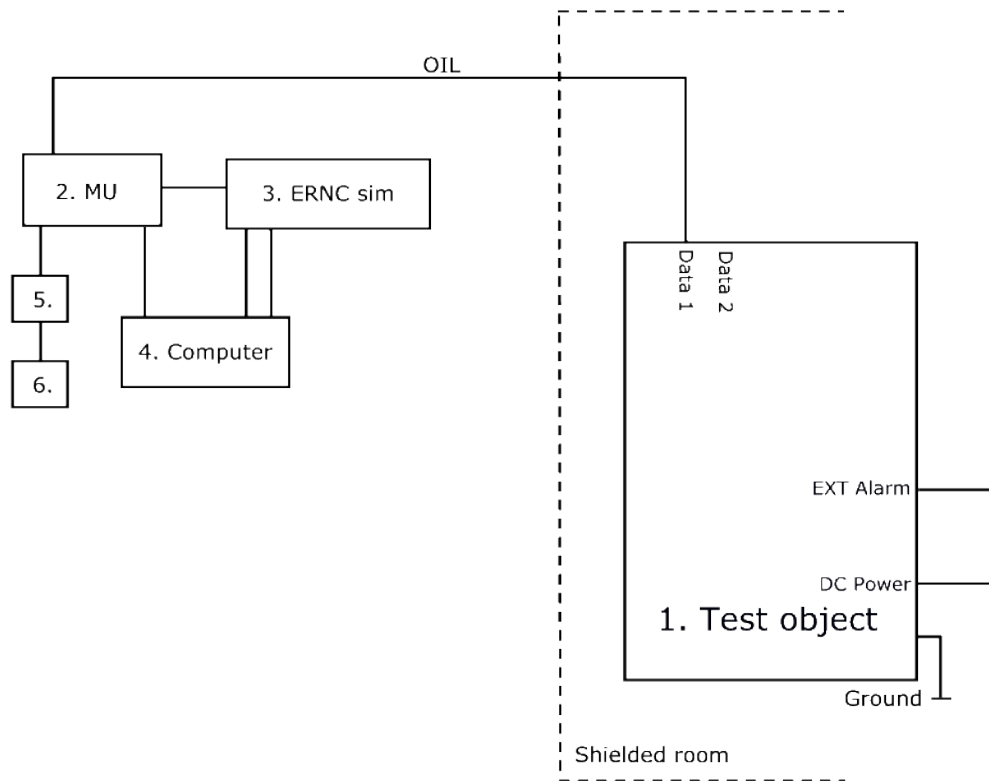 OIL
2. MU
3. ERNC sim
5.
4. Computer
6.
Data 1
Data 2
EXT Alarm
DC Power
1. Test object
Ground
Shielded room